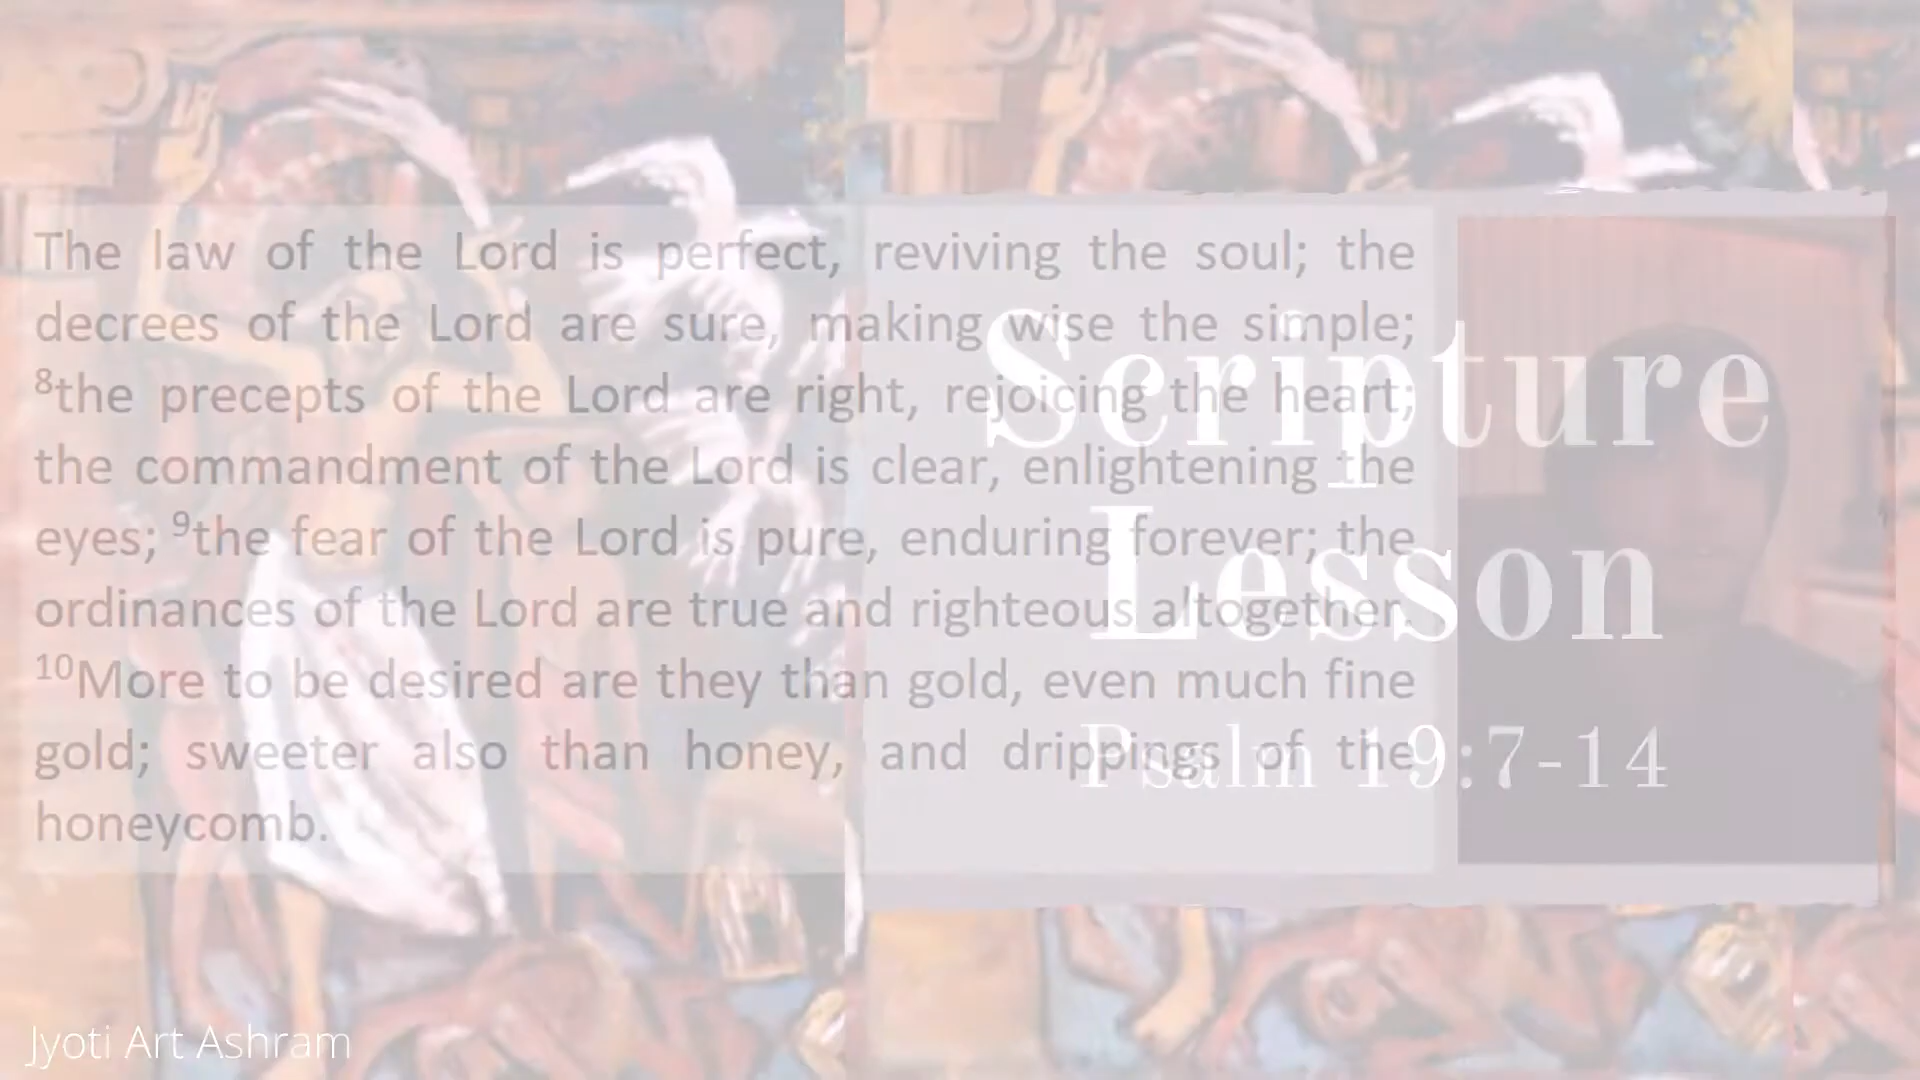 The law of the Lord is perfect, reviving the soul; the
decrees of the Lord are sure, making wise the simple;
8the precepts of the Lord are right, rejoicing the heart;
the commandment of the Lord is clear, enlightening the
eyes; 9the fear of the Lord is pure, enduring forever; the
ordinances of the Lord are true and righteous altogether.
10More to be desired are they than gold, even much fine
gold; sweeter also than honey, and drippings of the
honeycomb.
Scripture
Lesson
Psalm 19:7-14
Jyoti Art Ashram